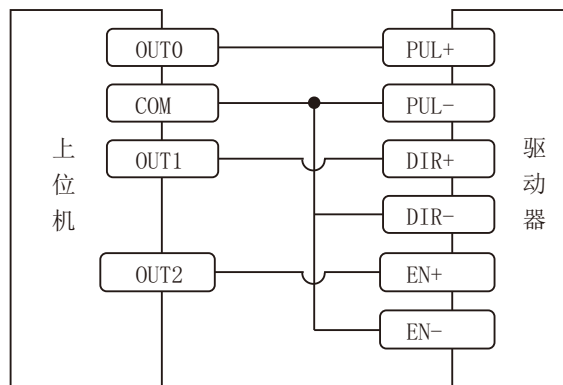 OUT0
PUL+
COM
PUL-
上位机
OUT1
DIR+
驱动器
DIR-
OUT2
EN+
EN-